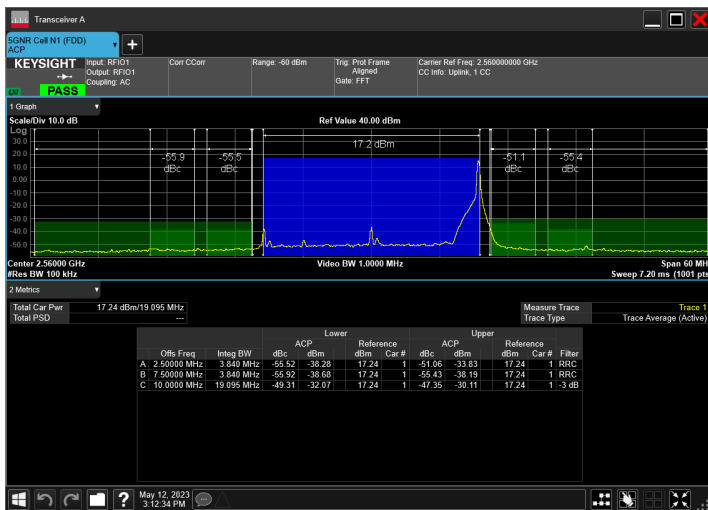 Transceiver A
5GNR Cell N1 (FDD)
ACP
KEYSIGHT
LXI
PASS
Input: RFIO1
Output: RFIO1
Coupling: AC
Corr CCorr
Range: -60 dBm
Trig: Prot Frame
Aligned
Gate: FFT
Carrier Ref Freq: 2.560000000 GHz
CC Info: Uplink, 1 CC
1 Graph
Scale/Div 10.0 dB
Ref Value 40.00 dBm
Log
30.0
20.0
10.0
0.00
-10.0
-20.0
-30.0
-40.0
-50.0
-55.9
dBc
-55.5
dBc
17.2 dBm
-51.1
dBc
-55.4
dBc
Center 2.56000 GHz
#Res BW 100 kHz
Video BW 1.0000 MHz
Span 60 MH
Sweep 7.20 ms (1001 pts
2 Metrics
Total Car Pwr 17.24 dBm/19.095 MHz
Total PSD ---
Measure Trace Trace 1
Trace Type Trace Average (Active)
Lower Upper
ACP Reference ACP Reference
Offs Freq Integ BW dBc dBm dBm Car # dBc dBm dBm Car # Filter
A 2.50000 MHz 3.840 MHz -55.52 -38.28 17.24 1 -51.06 -33.83 17.24 1 RRC
B 7.50000 MHz 3.840 MHz -55.92 -38.68 17.24 1 -55.43 -38.19 17.24 1 RRC
C 10.0000 MHz 19.095 MHz -49.31 -32.07 17.24 1 -47.35 -30.11 17.24 1 -3 dB
?
May 12, 2023
3:12:34 PM